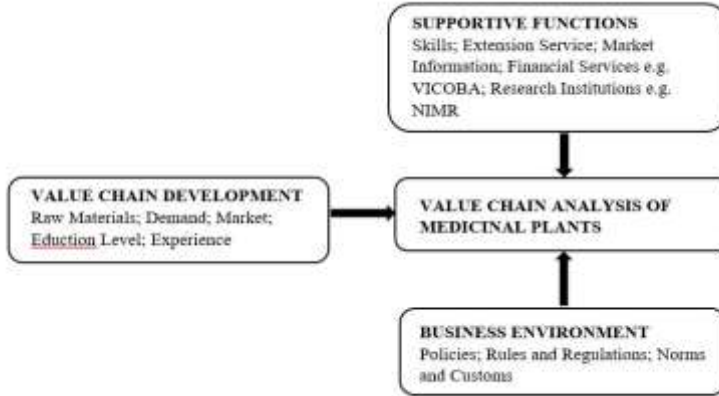 SUPPORTIVE FUNCTIONS
Skills; Extension Service; Market
Information; Financial Services e.g.
VICOBA; Research Institutions e.g.
NIMR
VALUE CHAIN DEVELOPMENT
Raw Materials; Demand; Market;
Eduction Level; Experience
VALUE CHAIN ANALYSIS OF
MEDICINAL PLANTS
BUSINESS ENVIRONMENT
Policies; Rules and Regulations; Norms
and Customs